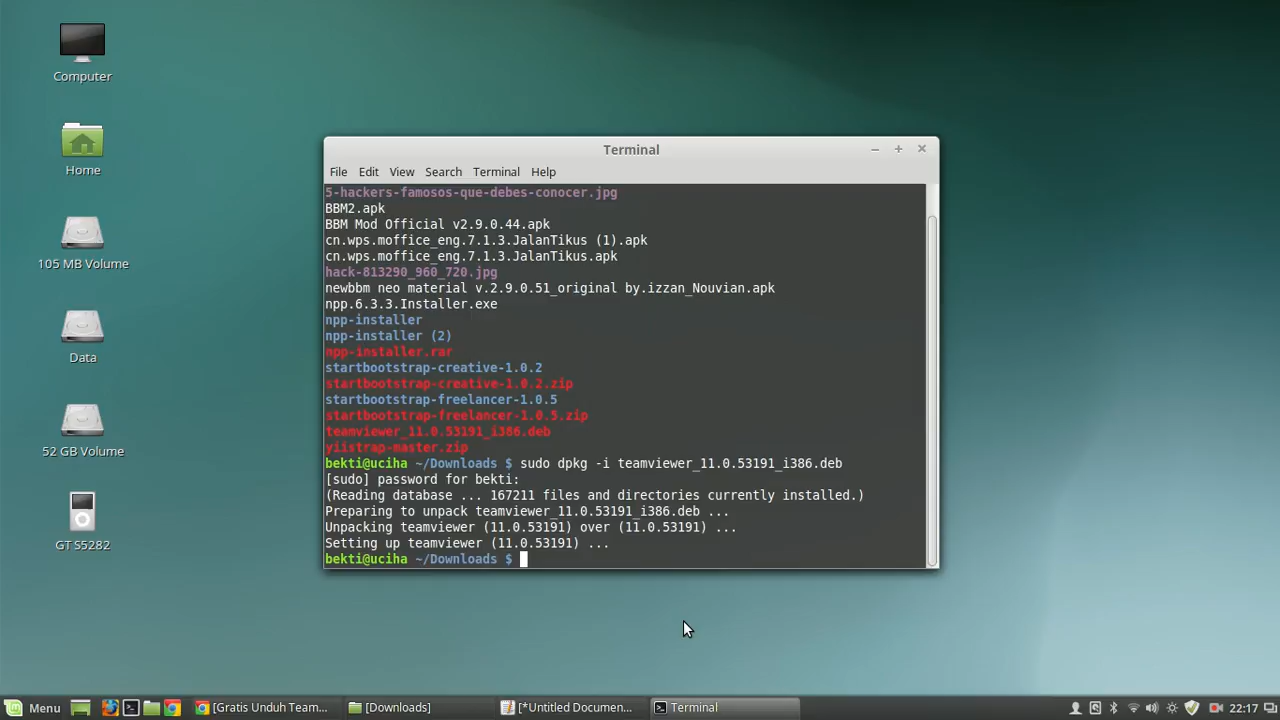 Computer
Home
105 MB Volume
Data
52 GB Volume
GT S5282
Terminal
File Edit View Search Terminal Help
5-hackers-famosos-que-debes-conocer.jpg
BBM2.apk
BBM Mod Official v2.9.0.44.apk
cn.wps.moffice_eng.7.1.3.JalanTikus (1).apk
cn.wps.moffice_eng.7.1.3.JalanTikus.apk
hack-813290_960_720.jpg
newbbm neo material v.2.9.0.51_original by.izzan_Nouvian.apk
npp.6.3.3.Installer.exe
npp-installer
npp-installer (2)
npp-installer.rar
startbootstrap-creative-1.0.2
startbootstrap-creative-1.0.2.zip
startbootstrap-freelancer-1.0.5
startbootstrap-freelancer-1.0.5.zip
teamviewer_11.0.53191_i386.deb
yiistrap-master.zip
bekti@uciha ~/Downloads $ sudo dpkg -i teamviewer_11.0.53191_i386.deb
[sudo] password for bekti:
(Reading database ... 167211 files and directories currently installed.)
Preparing to unpack teamviewer_11.0.53191_i386.deb ...
Unpacking teamviewer (11.0.53191) over (11.0.53191) ...
Setting up teamviewer (11.0.53191) ...
bekti@uciha ~/Downloads $
Menu [Gratis Unduh Team... [Downloads] [*Untitled Documen... Terminal 22:17